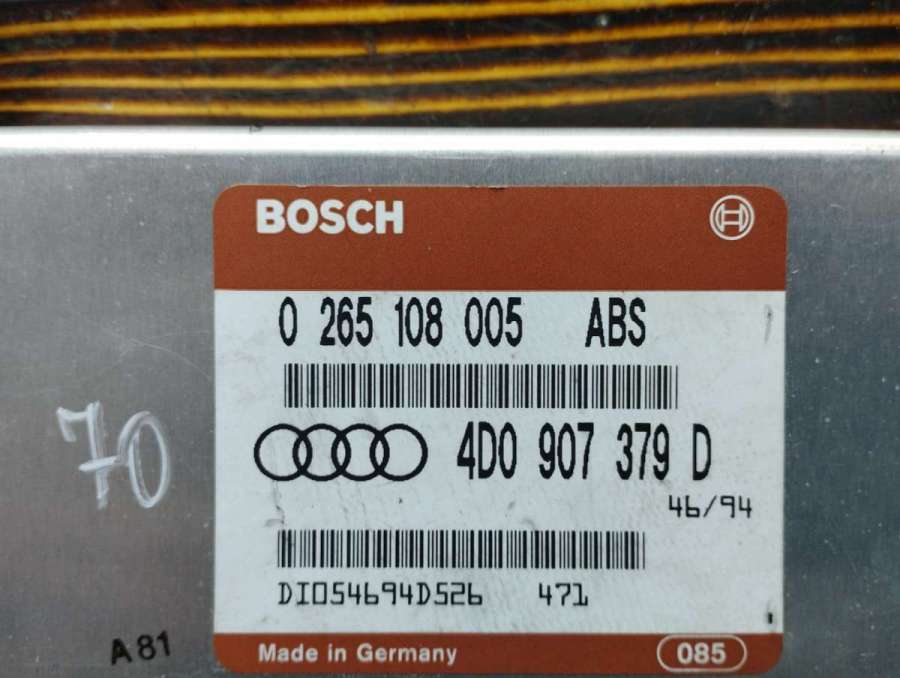 BOSCH
0 265 108 005 ABS
4D0 907 379 D
46/94
DI054694D526 471
Made in Germany 085
70
A81